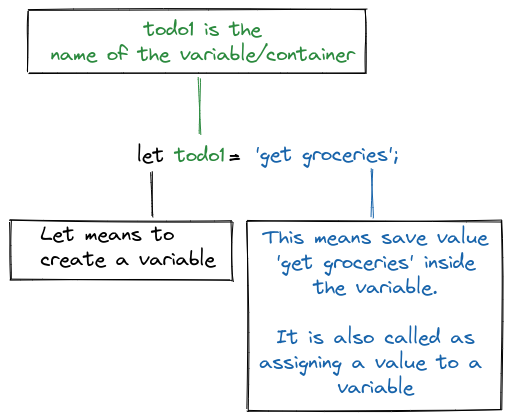 todo1 is the
name of the variable/container
let todo1 = 'get groceries';
Let means to
create a variable
This means save value
'get groceries' inside
the variable.
It is also called as
assigning a value to a
variable